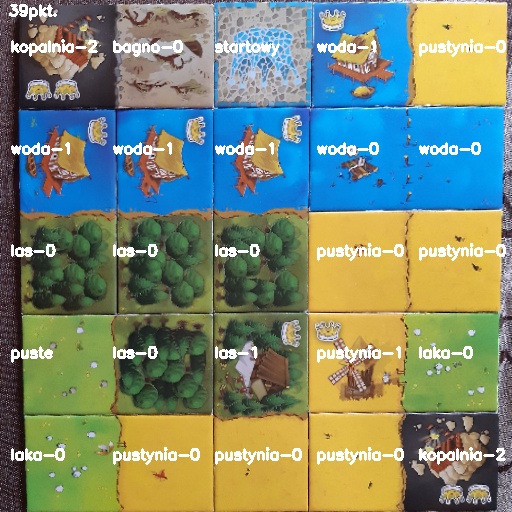 39pkt.
kopalnia-2 bagno-0 startowy woda-1 pustynia-0
woda-1 woda-1 woda-1 woda-0 woda-0
las-0 las-0 las-0 pustynia-0 pustynia-0
puste las-0 las-1 pustynia-1 laka-0
laka-0 pustynia-0 pustynia-0 pustynia-0 kopalnia-2